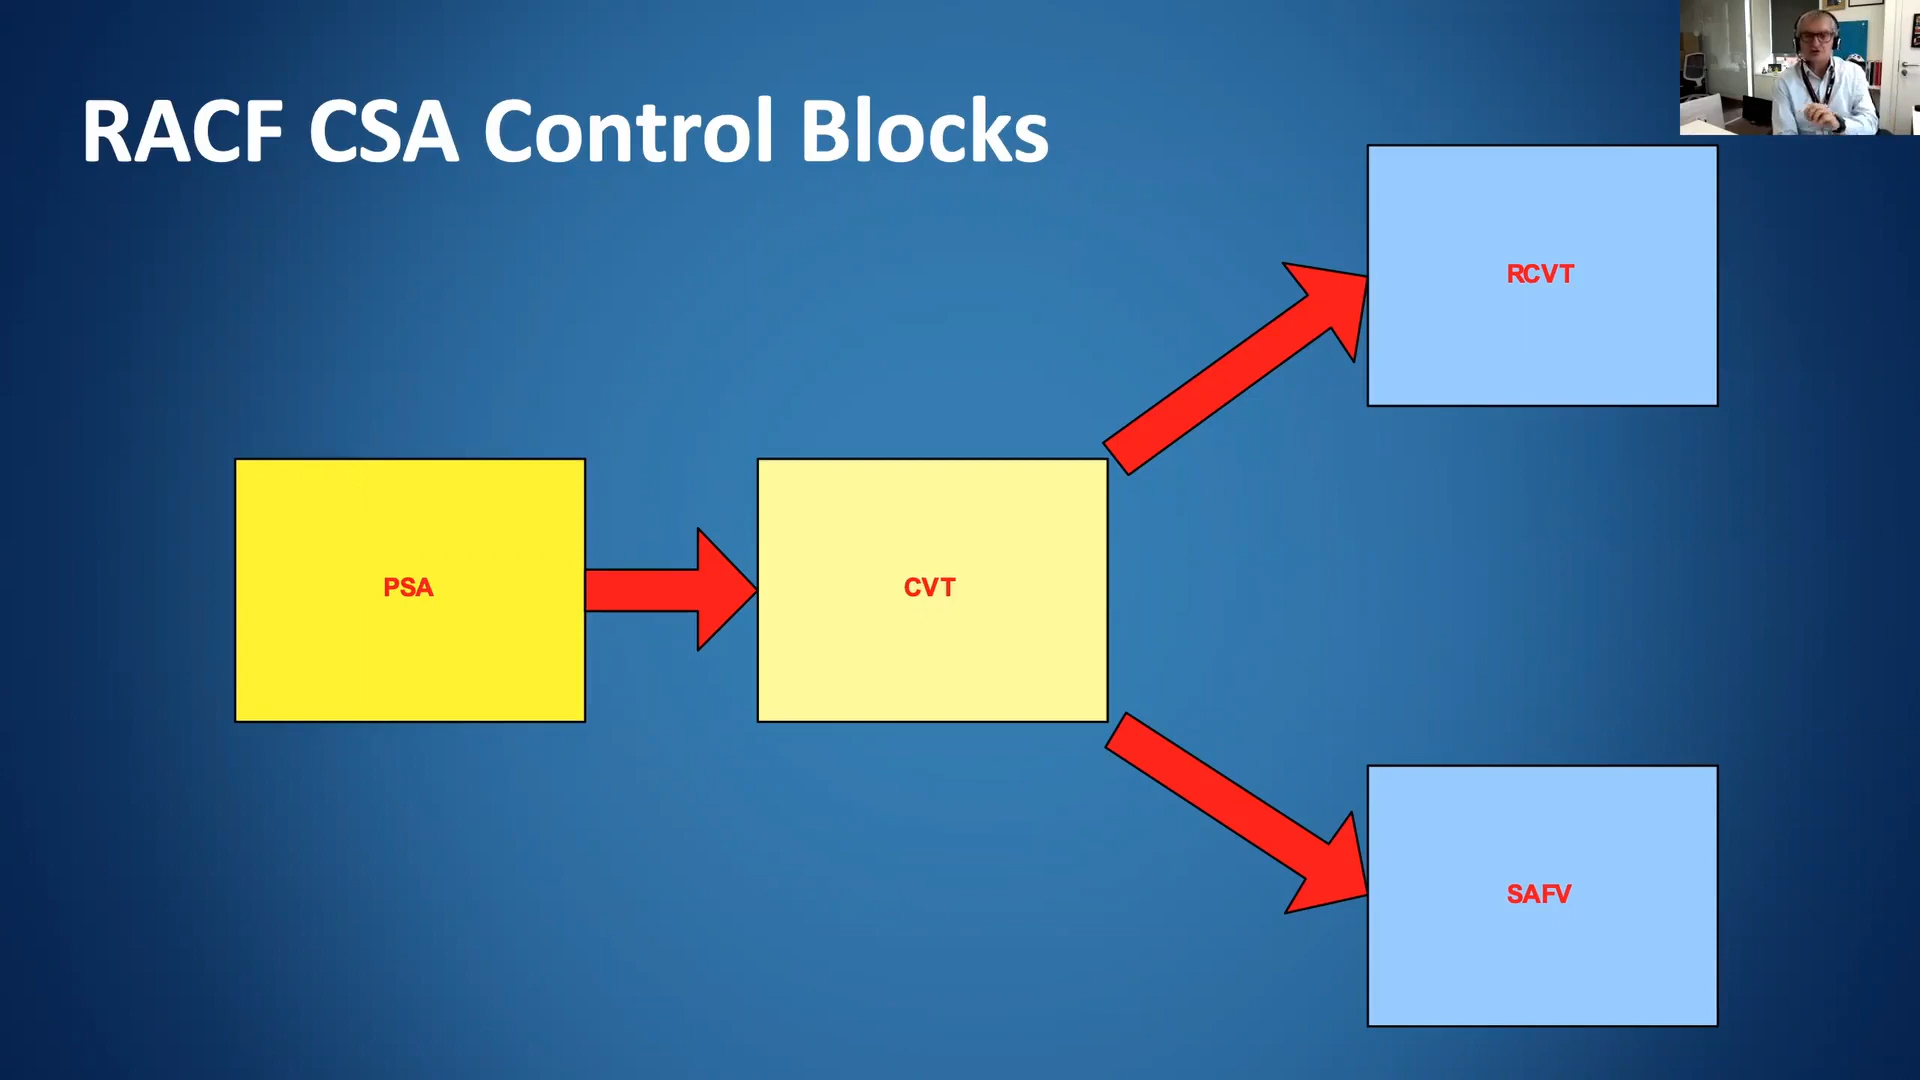 RACF CSA Control Blocks
RCVT
PSA
CVT
SAFV